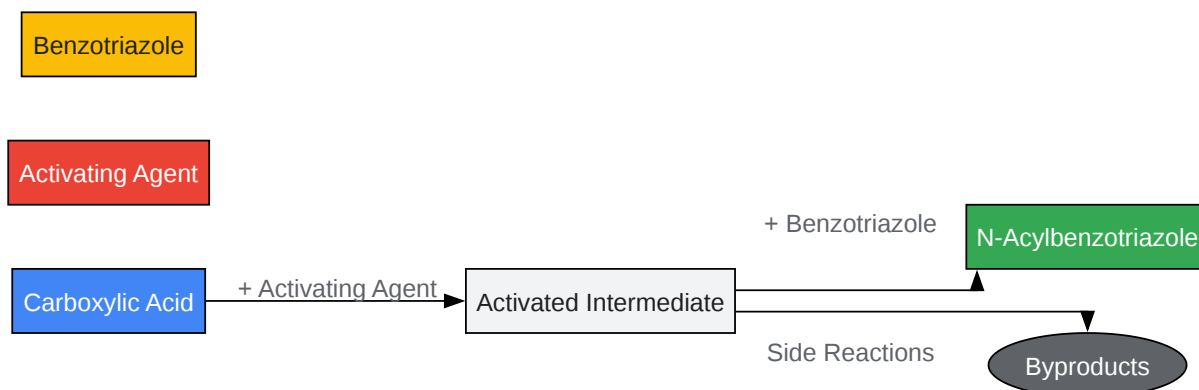 Benzotriazole
Activating Agent
+ Benzotriazole
N-Acylbenzotriazole
Carboxylic Acid
+ Activating Agent
Activated Intermediate
Side Reactions
Byproducts